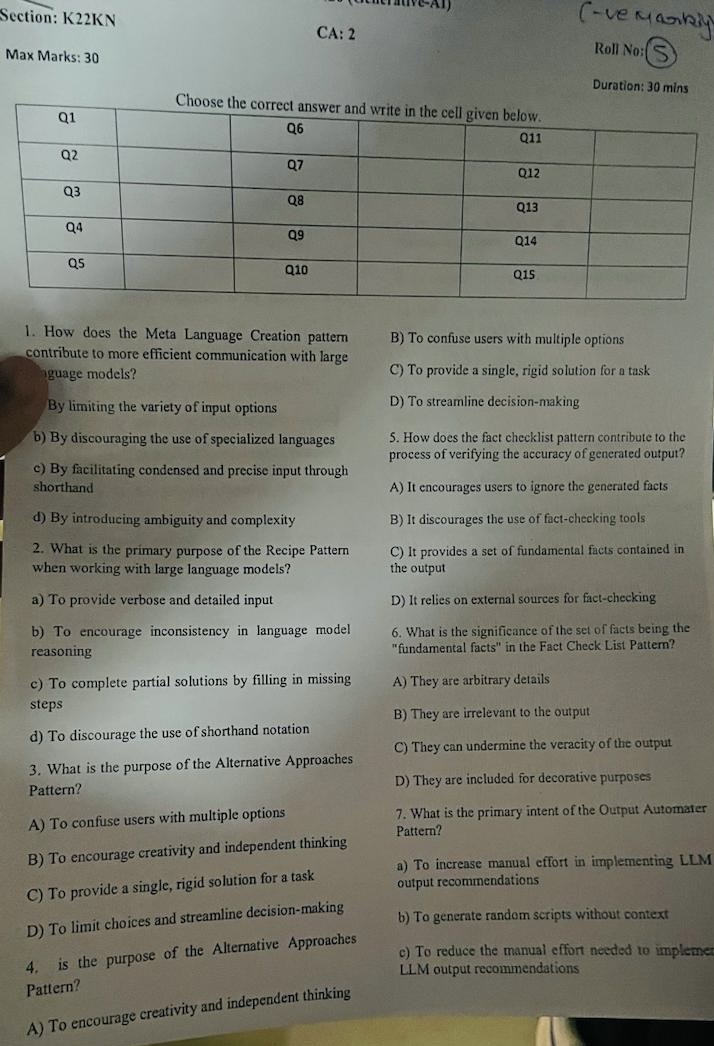 Section: K22KN
CA: 2
(-ve Marking
Roll No: 5
Max Marks: 30
Duration: 30 mins
Choose the correct answer and write in the cell given below.
Q1 Q6 Q11
Q2 Q7 Q12
Q3 Q8 Q13
Q4 Q9 Q14
Q5 Q10 Q15
1. How does the Meta Language Creation pattern
contribute to more efficient communication with large
models?
By limiting the variety of input options
b) By discouraging the use of specialized languages
c) By facilitating condensed and precise input through
shorthand
d) By introducing ambiguity and complexity
2. What is the primary purpose of the Recipe Pattern
when working with large language models?
a) To provide verbose and detailed input
b) To encourage inconsistency in language model
reasoning
c) To complete partial solutions by filling in missing
steps
d) To discourage the use of shorthand notation
3. What is the purpose of the Alternative Approaches
Pattern?
A) To confuse users with multiple options
B) To encourage creativity and independent thinking
C) To provide a single, rigid solution for a task
D) To limit choices and streamline decision-making
4. is the purpose of the Alternative Approaches
Pattern?
A) To encourage creativity and independent thinking
B) To confuse users with multiple options
C) To provide a single, rigid solution for a task
D) To streamline decision-making
5. How does the fact checklist pattern contribute to the
process of verifying the accuracy of generated output?
A) It encourages users to ignore the generated facts
B) It discourages the use of fact-checking tools
C) It provides a set of fundamental facts contained in
the output
D) It relies on external sources for fact-checking
6. What is the significance of the set of facts being the
"fundamental facts" in the Fact Check List Pattern?
A) They are arbitrary details
B) They are irrelevant to the output
C) They can undermine the veracity of the output
D) They are included for decorative purposes
7. What is the primary intent of the Output Automater
Pattern?
a) To increase manual effort in implementing LLM
output recommendations
b) To generate random scripts without context
c) To reduce the manual effort needed to impleme
LLM output recommendations